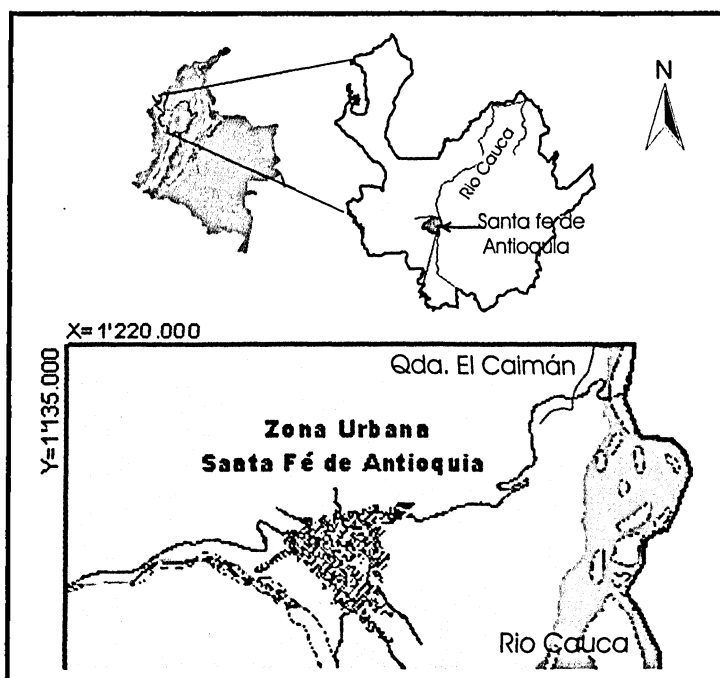 N
Rio Cauca
Santa fe de
Antioquia
X=1'220.000
Y=1'135.000
Qda. El Caimán
Zona Urbana
Santa Fé de Antioquia
Rio Cauca